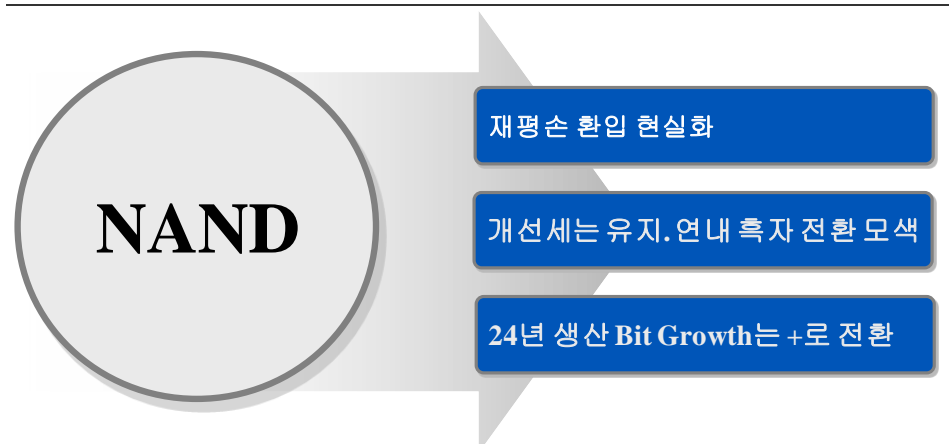 NAND
재평손 환입 현실화
개선세는 유지. 연내 흑자 전환 모색
24년 생산 Bit Growth는 +로 전환